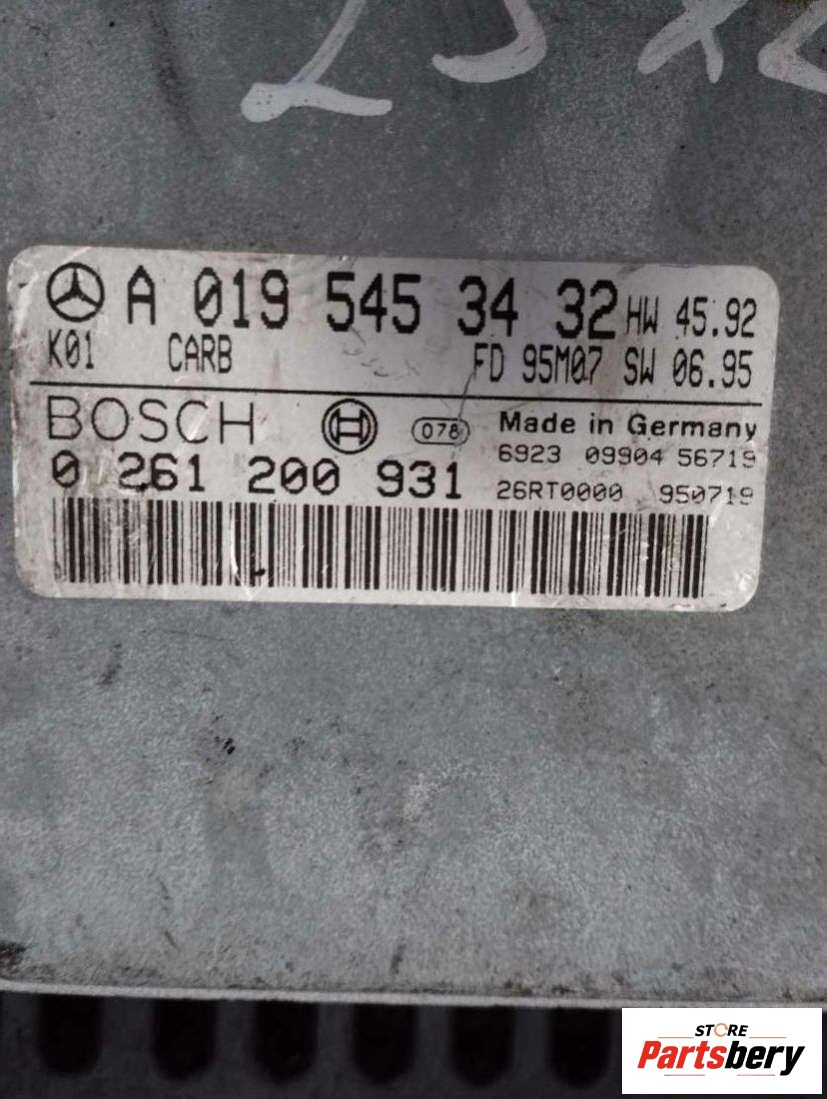 A 019 545 34 32 HW 45.92
K01 CARB FD 95M07 SW 06.95
BOSCH 078 Made in Germany
6923 09904 56719
0 261 200 931 26RT0000 950719
STORE
Partsbery